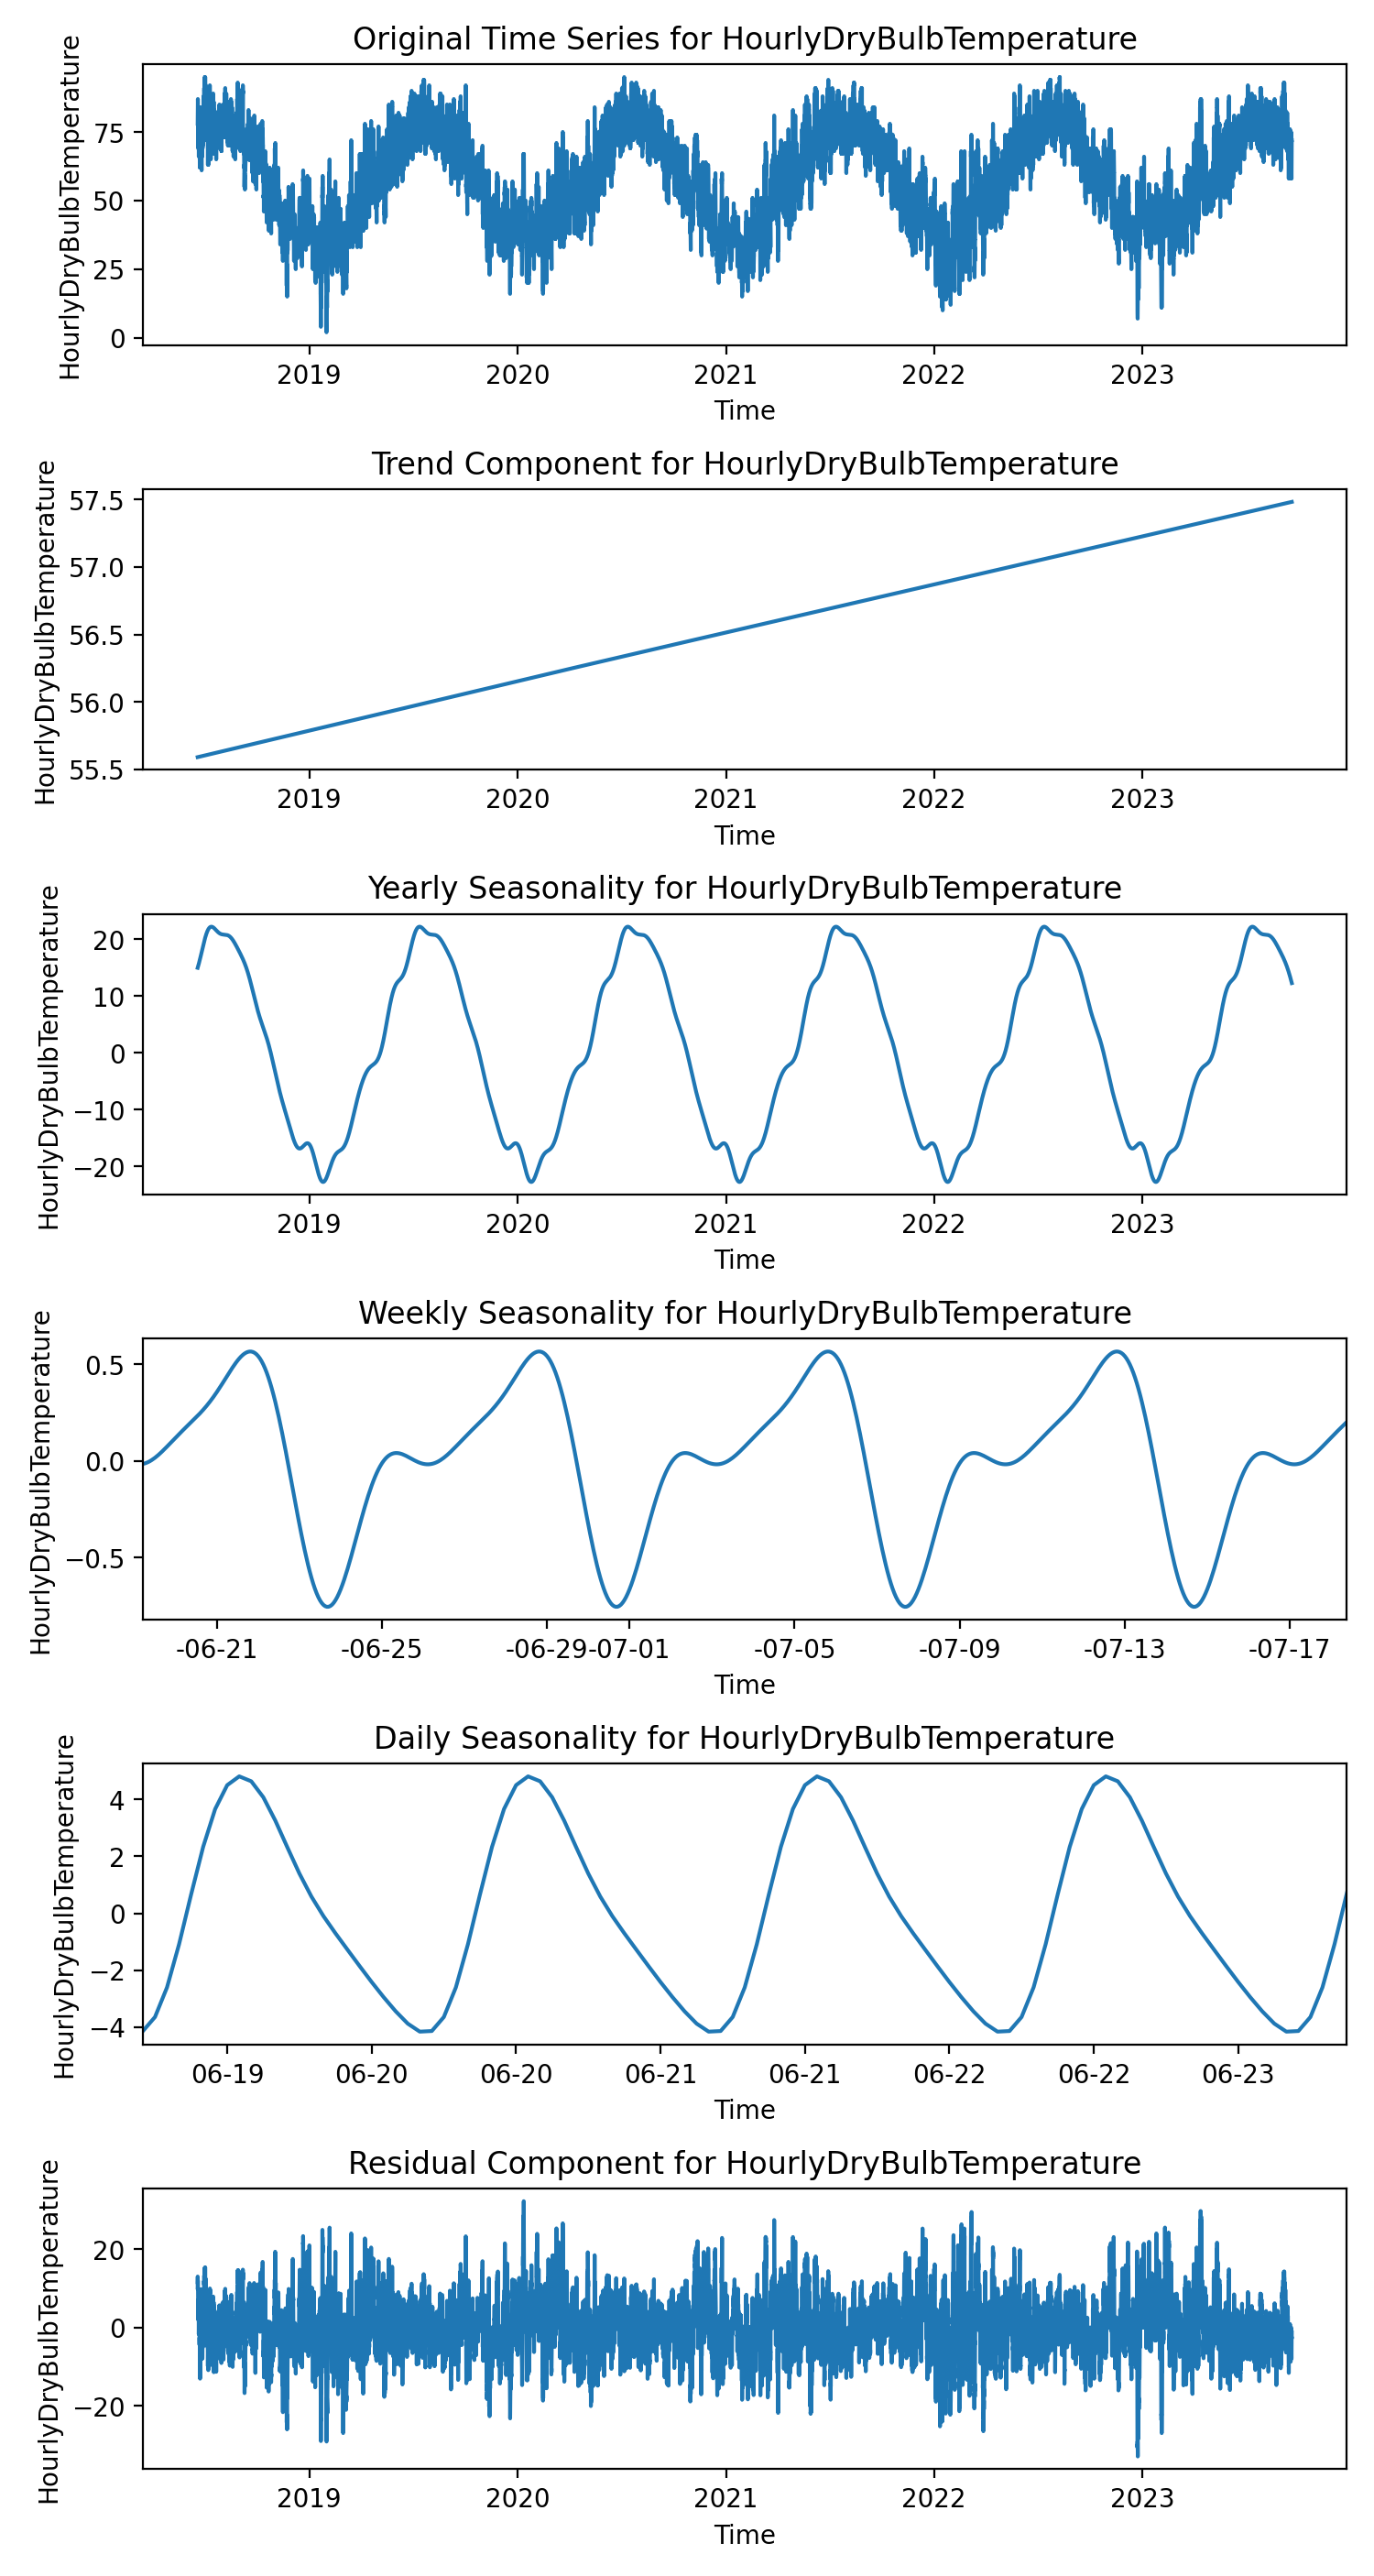 Original Time Series for HourlyDryBulbTemperature
HourlyDryBulbTemperature
75
50
25
0
2019 2020 2021 2022 2023
Time
Trend Component for HourlyDryBulbTemperature
HourlyDryBulbTemperature
57.5
57.0
56.5
56.0
55.5
2019 2020 2021 2022 2023
Time
Yearly Seasonality for HourlyDryBulbTemperature
HourlyDryBulbTemperature
20
10
0
−10
−20
2019 2020 2021 2022 2023
Time
Weekly Seasonality for HourlyDryBulbTemperature
HourlyDryBulbTemperature
0.5
0.0
−0.5
-06-21 -06-25 -06-29-07-01 -07-05 -07-09 -07-13 -07-17
Time
Daily Seasonality for HourlyDryBulbTemperature
HourlyDryBulbTemperature
4
2
0
−2
−4
06-19 06-20 06-20 06-21 06-21 06-22 06-22 06-23
Time
Residual Component for HourlyDryBulbTemperature
HourlyDryBulbTemperature
20
0
−20
2019 2020 2021 2022 2023
Time